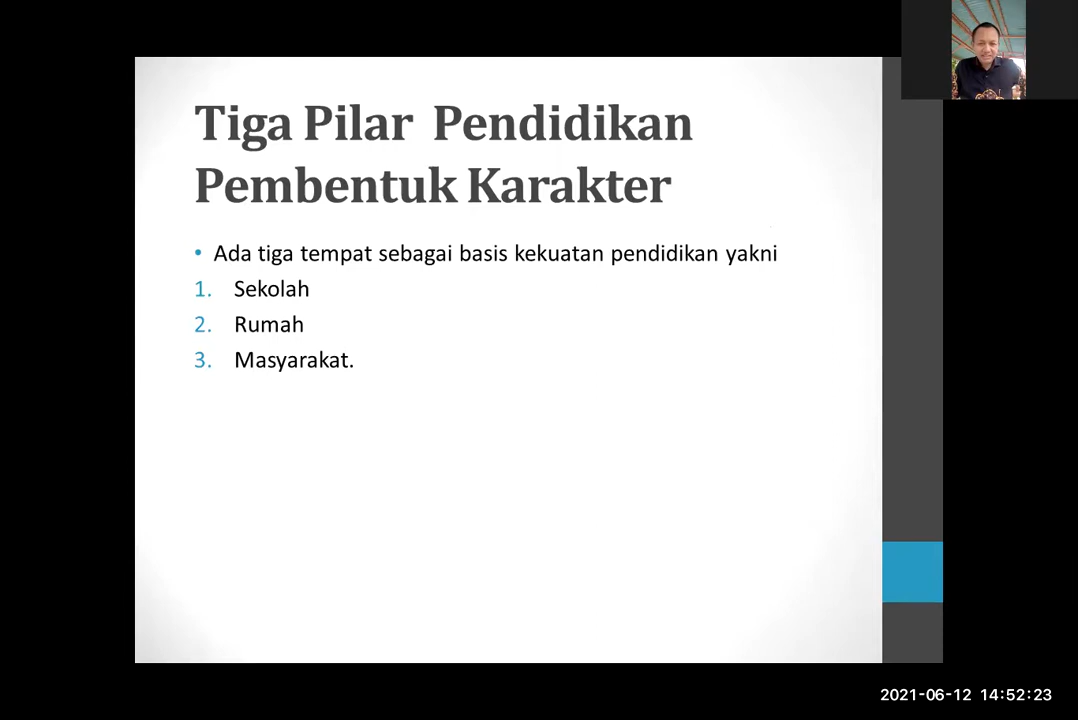 Tiga Pilar Pendidikan
Pembentuk Karakter
• Ada tiga tempat sebagai basis kekuatan pendidikan yakni
1. Sekolah
2. Rumah
3. Masyarakat.
2021-06-12 14:52:23